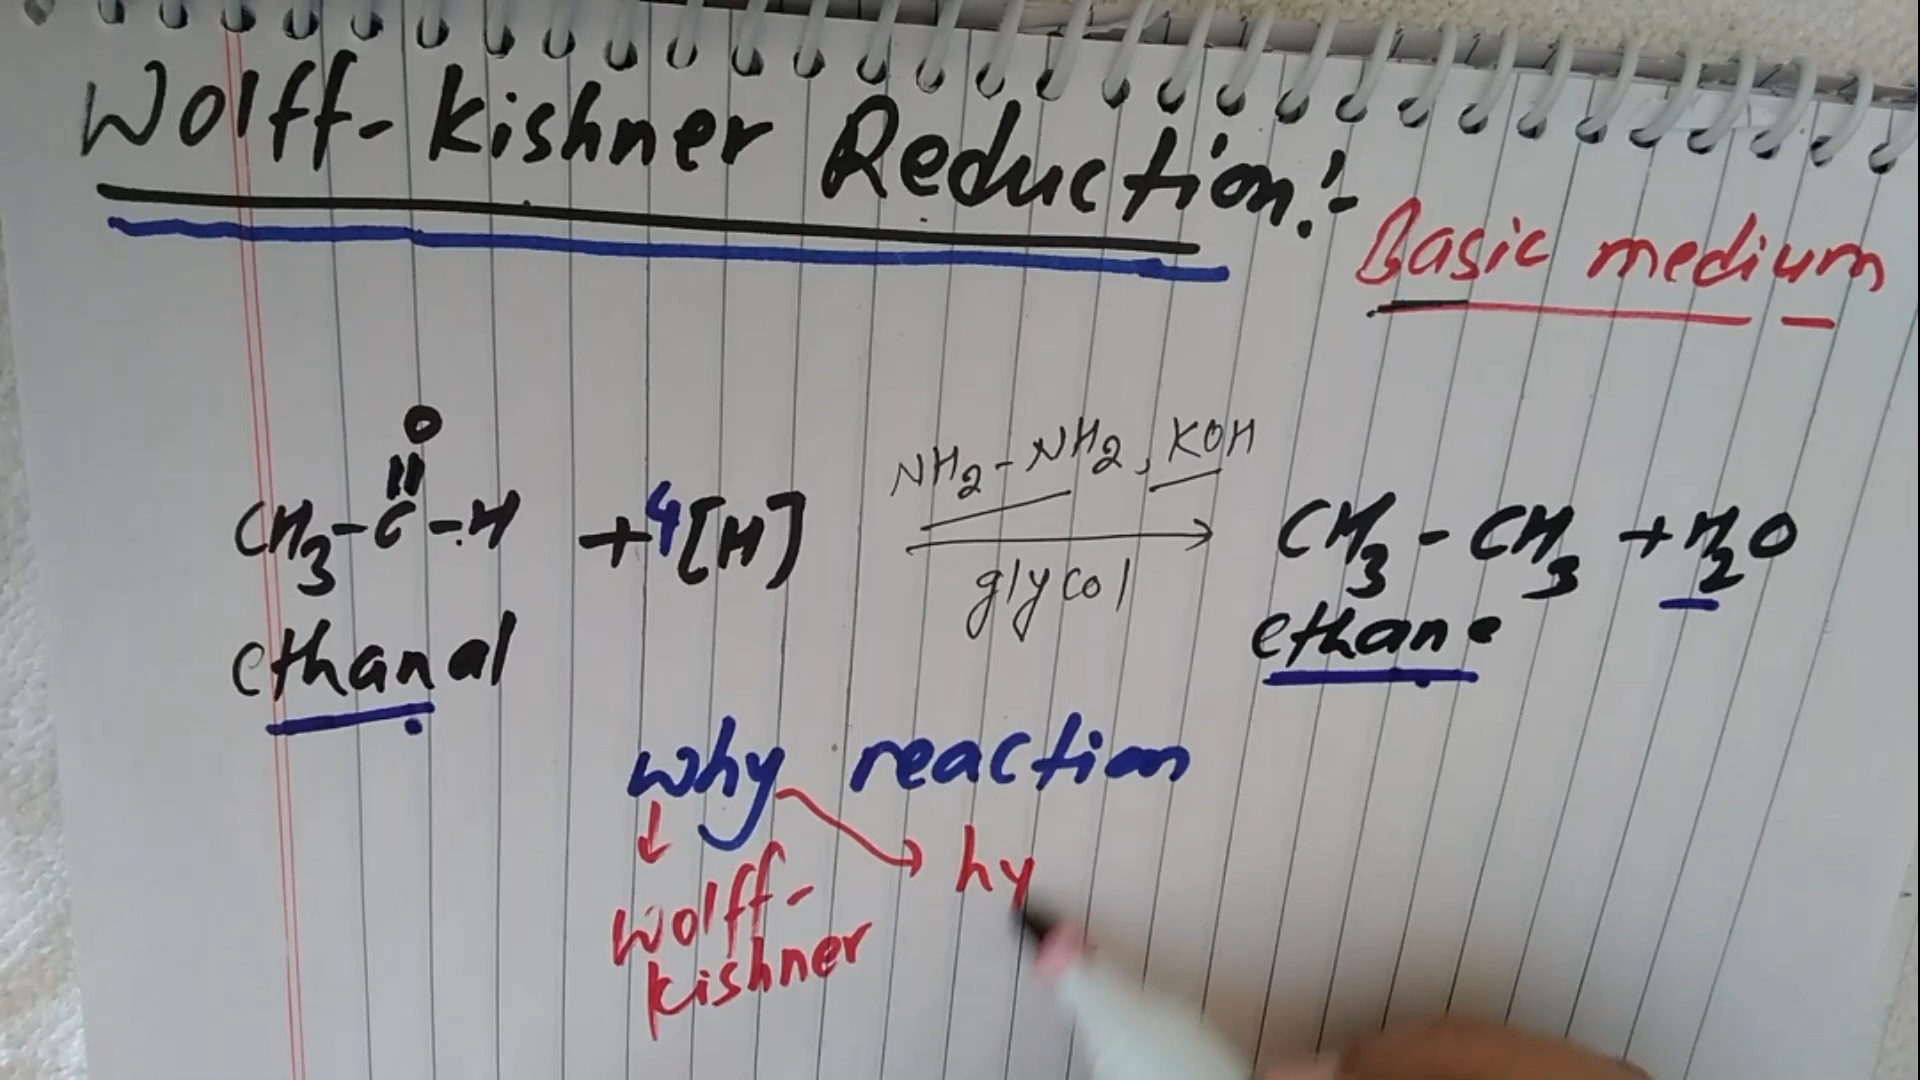 Wolff-Kishner Reduction:-
Basic medium
O
||
CH3-C-H + 4[H] NH2-NH2, KOH CH3-CH3 + H2O
glycol
ethanal ethane
why reaction
hy
Wolff-
Kishner